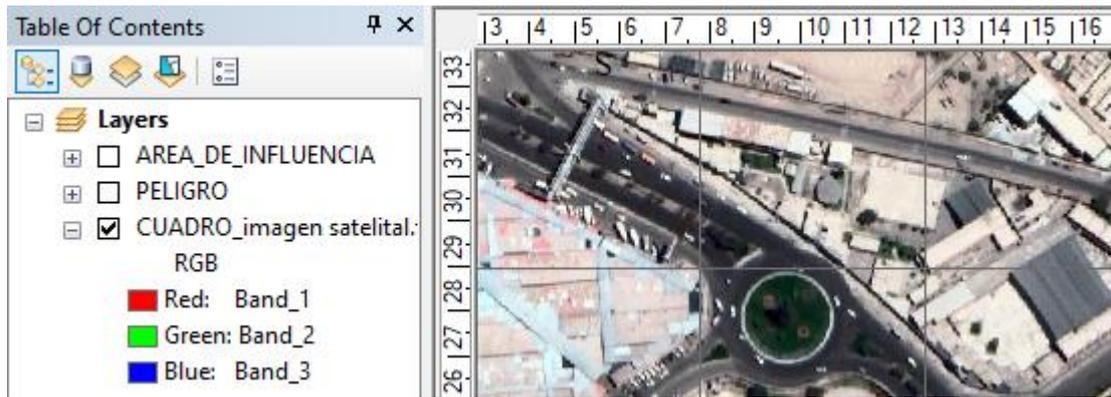 Table Of Contents
Layers
AREA_DE_INFLUENCIA
PELIGRO
CUADRO_imagen satelital.
RGB
Red: Band_1
Green: Band_2
Blue: Band_3
3 4 5 6 7 8 9 10 11 12 13 14 15 16
33
32
31
30
29
28
27
26
S